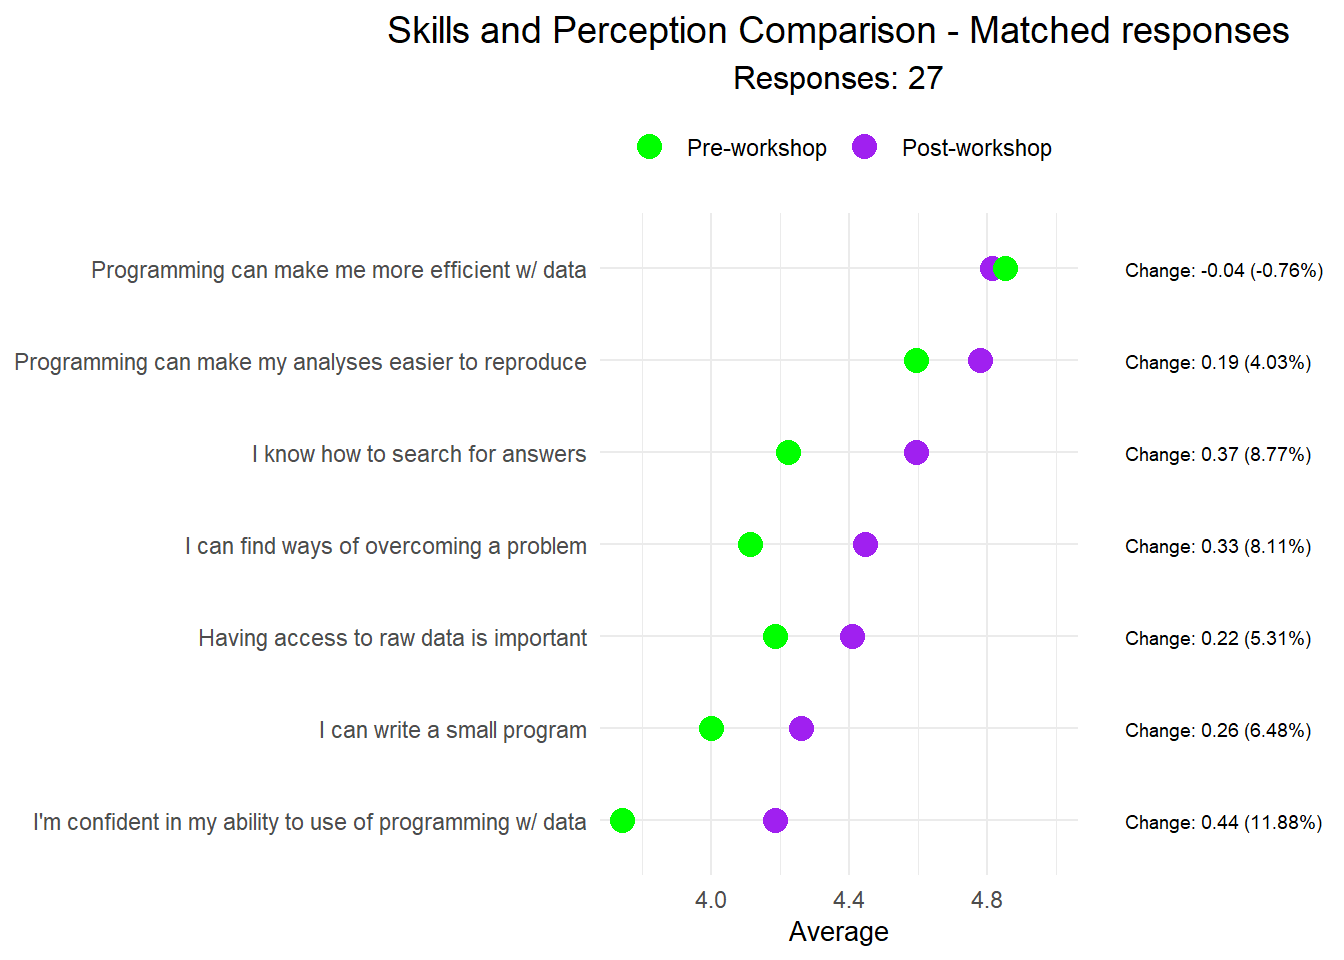 Skills and Perception Comparison - Matched responses
Responses: 27
Pre-workshop
Post-workshop
Programming can make me more efficient w/ data
Change: -0.04 (-0.76%)
Programming can make my analyses easier to reproduce
Change: 0.19 (4.03%)
I know how to search for answers
Change: 0.37 (8.77%)
I can find ways of overcoming a problem
Change: 0.33 (8.11%)
Having access to raw data is important
Change: 0.22 (5.31%)
I can write a small program
Change: 0.26 (6.48%)
I'm confident in my ability to use of programming w/ data
Change: 0.44 (11.88%)
4.0
4.4
4.8
Average